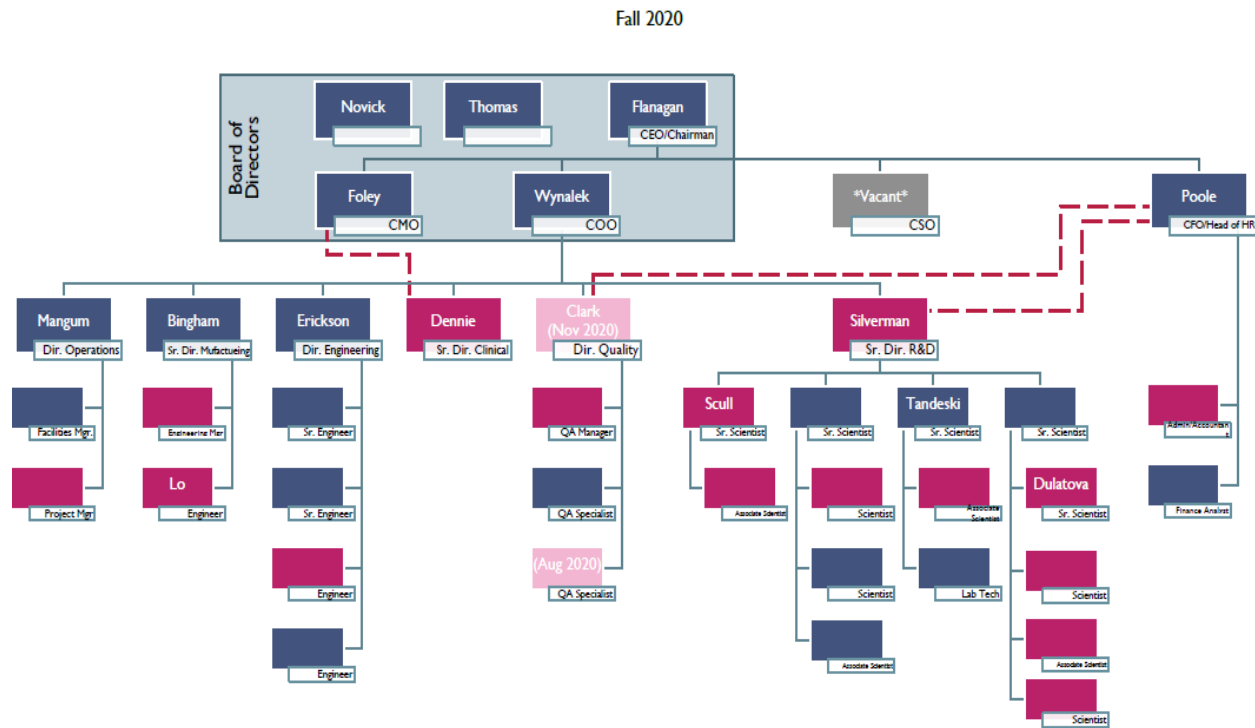 Fall 2020
Board of
Directors
Novick
Thomas
Flanagan
CEO/Chairman
Foley
CMO
Wynalek
COO
*Vacant*
CSO
Poole
CFO/Head of HR
Mangum
Dir. Operations
Bingham
Sr. Dir. Mufactueing
Erickson
Dir. Engineering
Dennie
Sr. Dir. Clinical
Clark
(Nov 2020)
Dir. Quality
Silverman
Sr. Dir. R&D
Facilities Mgr.
Engineering Mgr
Sr. Engineer
QA Manager
Scull
Sr. Scientist
Sr. Scientist
Tandeski
Sr. Scientist
Sr. Scientist
Admin/Accountan
t
Project Mgr
Lo
Engineer
Sr. Engineer
QA Specialist
Associate Scientist
Scientist
Associate
Scientist
Dulatova
Sr. Scientist
Finance Analyst
Engineer
(Aug 2020)
QA Specialist
Scientist
Lab Tech
Scientist
Engineer
Associate Scientist
Associate Scientist
Scientist